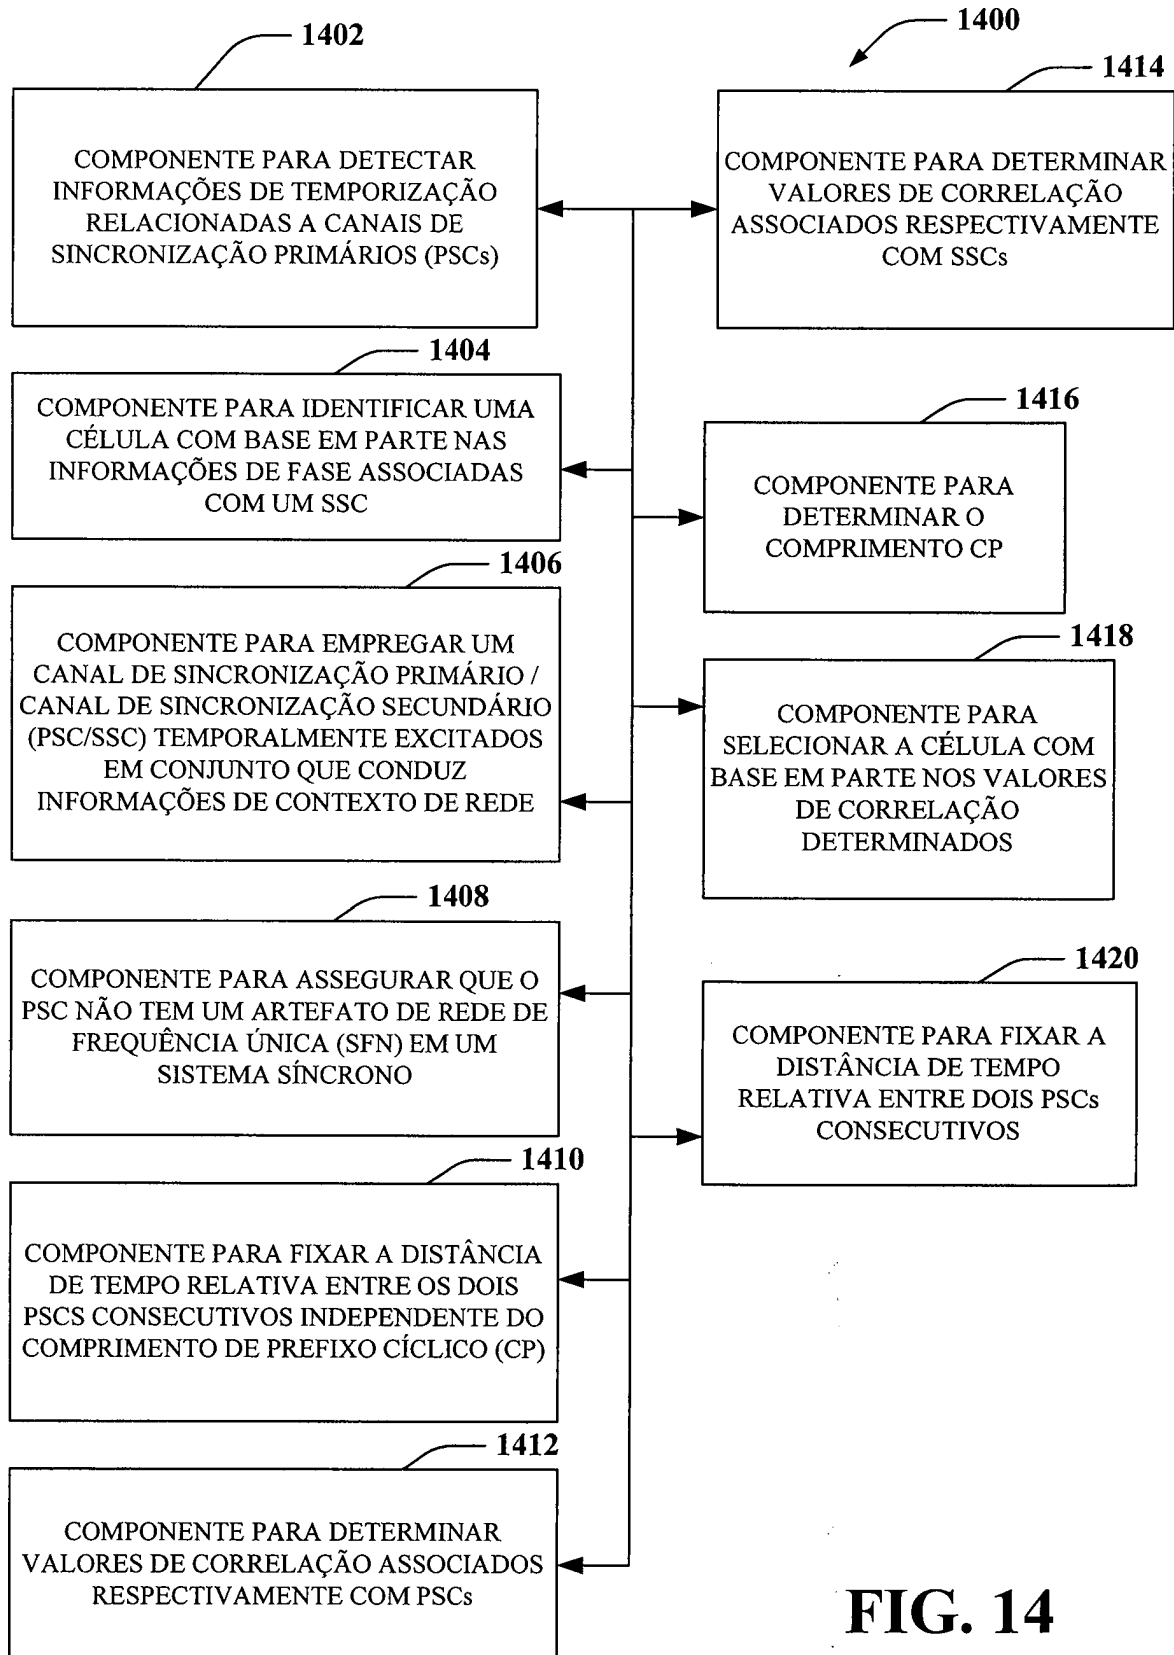 1400
1402
COMPONENTE PARA DETECTAR
INFORMAÇÕES DE TEMPORIZAÇÃO
RELACIONADAS A CANAIS DE
SINCRONIZAÇÃO PRIMÁRIOS (PSCs)
1404
COMPONENTE PARA IDENTIFICAR UMA
CÉLULA COM BASE EM PARTE NAS
INFORMAÇÕES DE FASE ASSOCIADAS
COM UM SSC
1406
COMPONENTE PARA EMPREGAR UM
CANAL DE SINCRONIZAÇÃO PRIMÁRIO /
CANAL DE SINCRONIZAÇÃO SECUNDÁRIO
(PSC/SSC) TEMPORALMENTE EXCITADOS
EM CONJUNTO QUE CONDUZ
INFORMAÇÕES DE CONTEXTO DE REDE
1408
COMPONENTE PARA ASSEGURAR QUE O
PSC NÃO TEM UM ARTEFATO DE REDE DE
FREQUÊNCIA ÚNICA (SFN) EM UM
SISTEMA SÍNCRONO
1410
COMPONENTE PARA FIXAR A DISTÂNCIA
DE TEMPO RELATIVA ENTRE OS DOIS
PSCS CONSECUTIVOS INDEPENDENTE DO
COMPRIMENTO DE PREFIXO CÍCLICO (CP)
1412
COMPONENTE PARA DETERMINAR
VALORES DE CORRELAÇÃO ASSOCIADOS
RESPECTIVAMENTE COM PSCs
1414
COMPONENTE PARA DETERMINAR
VALORES DE CORRELAÇÃO
ASSOCIADOS RESPECTIVAMENTE
COM SSCs
1416
COMPONENTE PARA
DETERMINAR O
COMPRIMENTO CP
1418
COMPONENTE PARA
SELECIONAR A CÉLULA COM
BASE EM PARTE NOS VALORES
DE CORRELAÇÃO
DETERMINADOS
1420
COMPONENTE PARA FIXAR A
DISTÂNCIA DE TEMPO
RELATIVA ENTRE DOIS PSCs
CONSECUTIVOS
FIG. 14